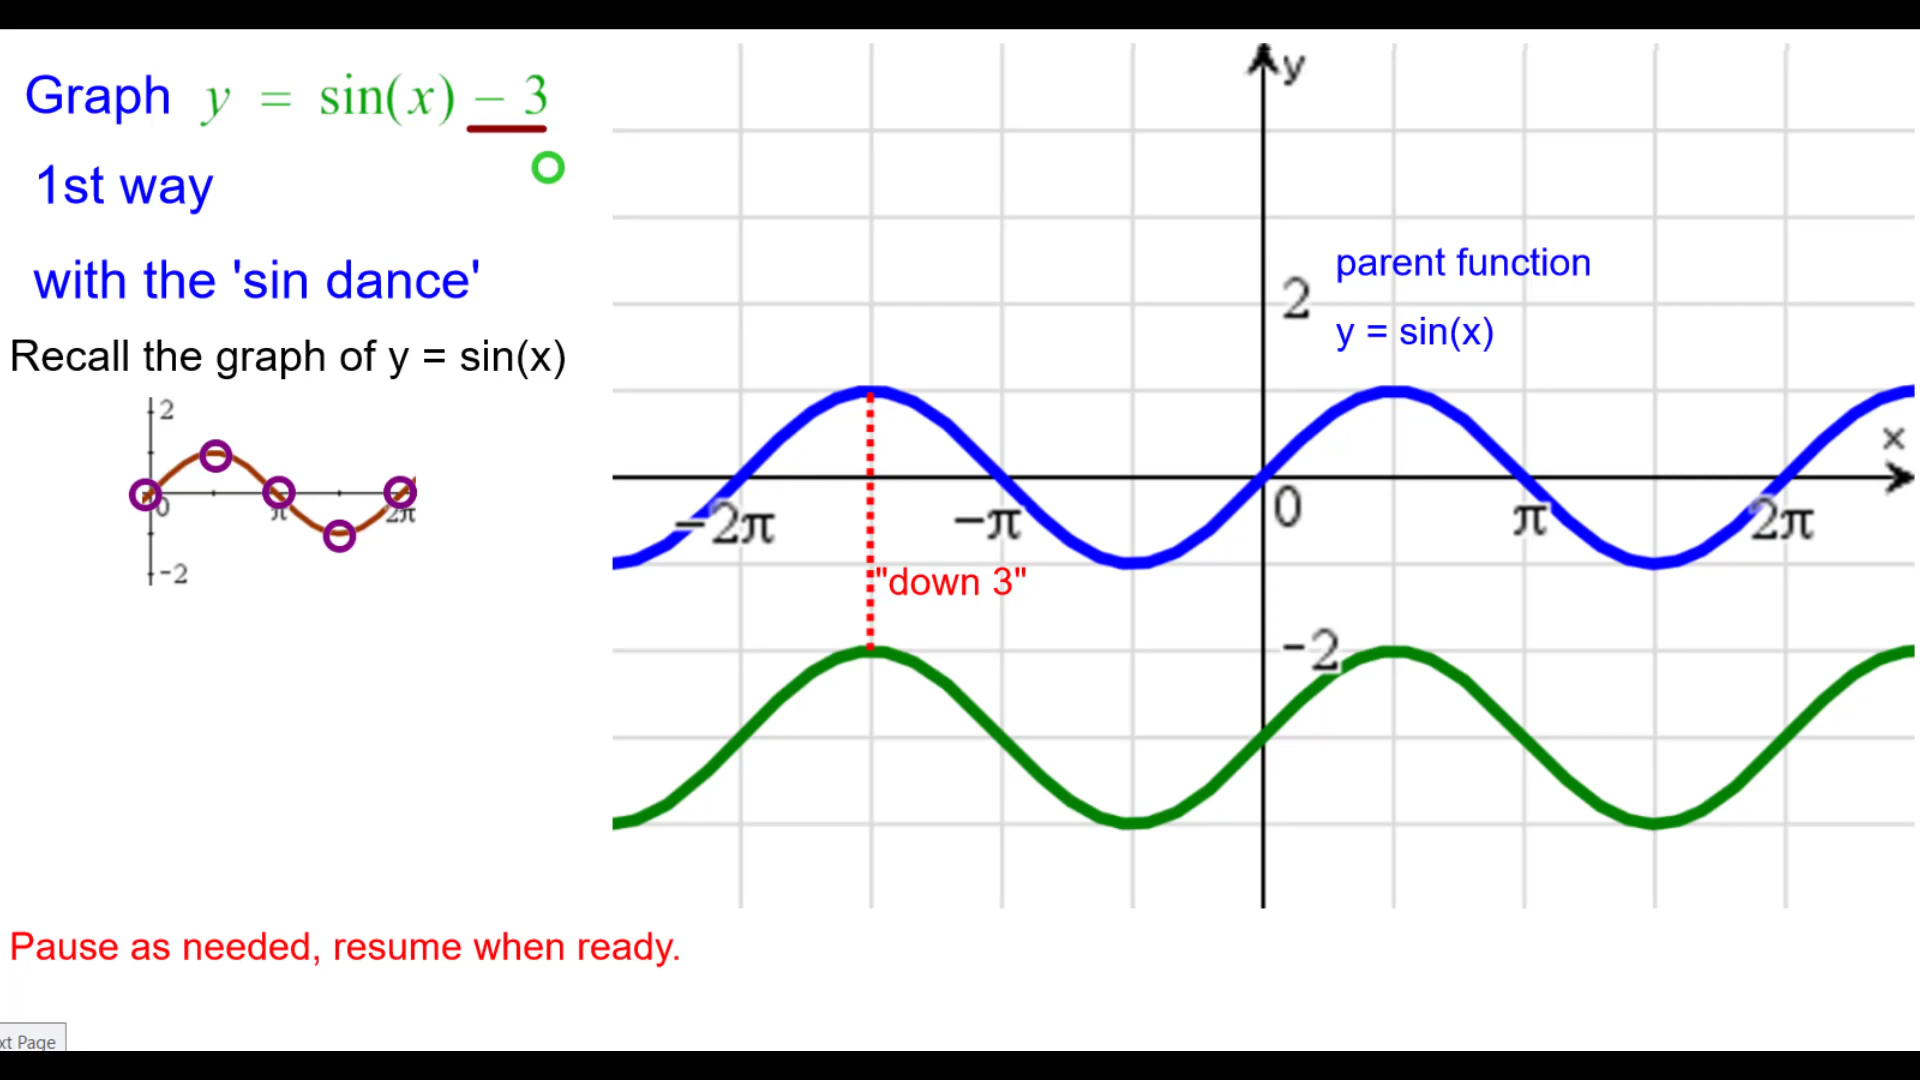 Graph y = sin(x) – 3
1st way
with the 'sin dance'
Recall the graph of y = sin(x)
2
0
π
2π
-2
y
parent function
2
y = sin(x)
x
−2π
−π
0
π
2π
"down 3"
-2
Pause as needed, resume when ready.
xt Page